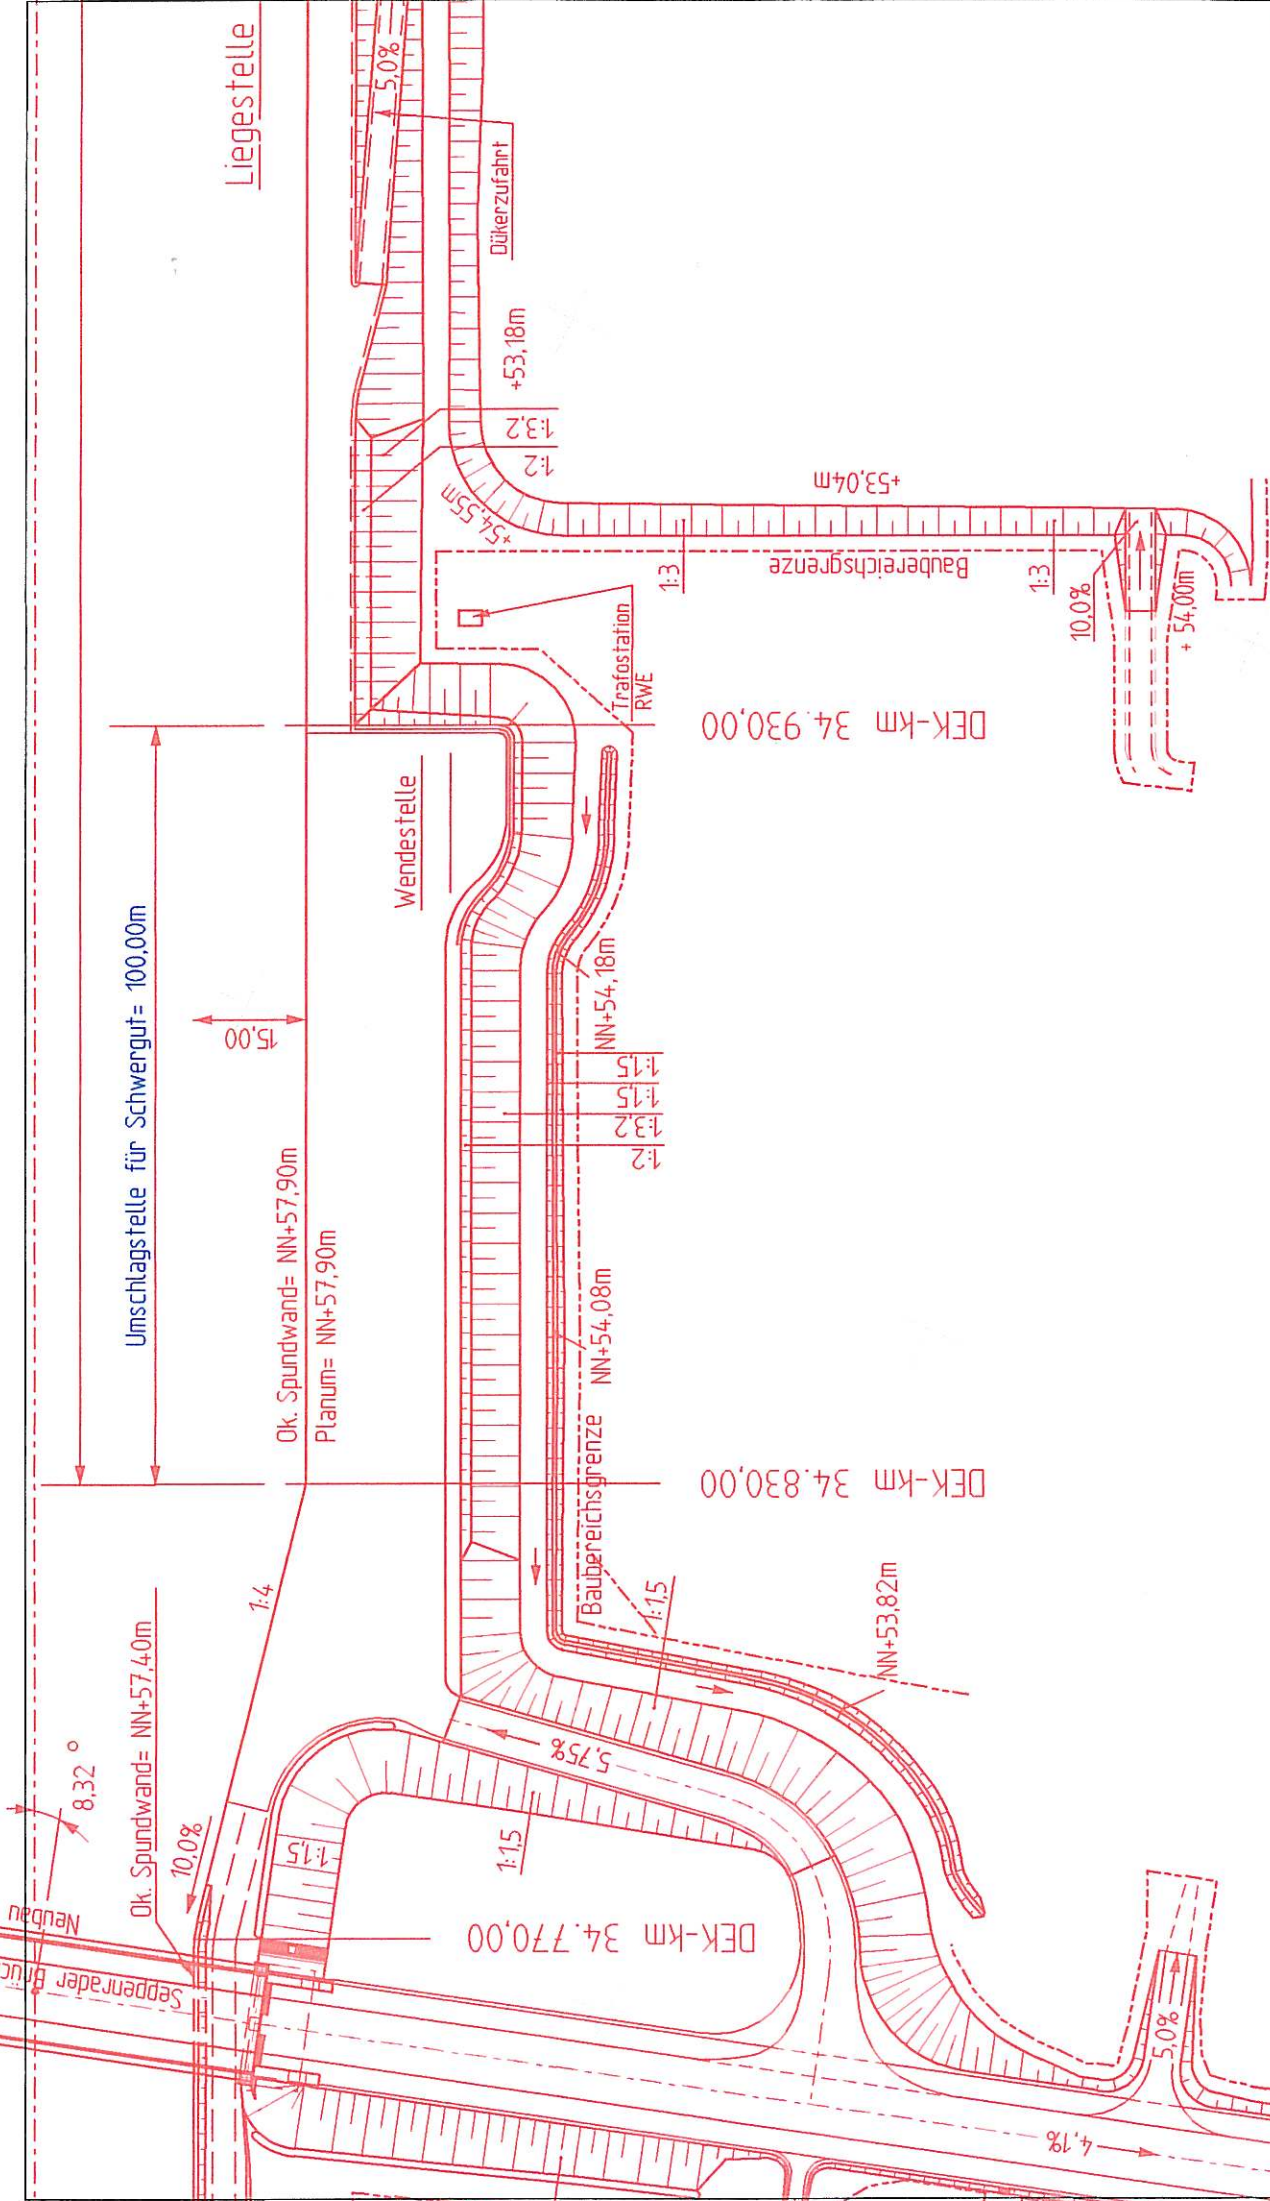 Liegestelle
5,0%
Dükerzufahrt
+53,18m
1:3,2
1:2
+54,55m
+53,04m
Baubereichsgrenze
1:3
1:3
10,0%
+ 54,00m
Trafostation
RWE
DEK-km 34.930,00
Wendestelle
Umschlagstelle für Schwergut= 100,00m
15,00
Ok. Spundwand= NN+57,90m
Planum= NN+57,90m
NN+54,18m
1:1,5
1:1,5
1:3,2
1:2
NN+54,08m
Baubereichsgrenze
DEK-km 34.830,00
1:4
1:1,5
NN+53,82m
Ok. Spundwand= NN+57,40m
8,32 °
10,0%
5,75%
1:1,5
1:1,5
DEK-km 34.770,00
Neubau
Seppenrader
5,0%
4,1%